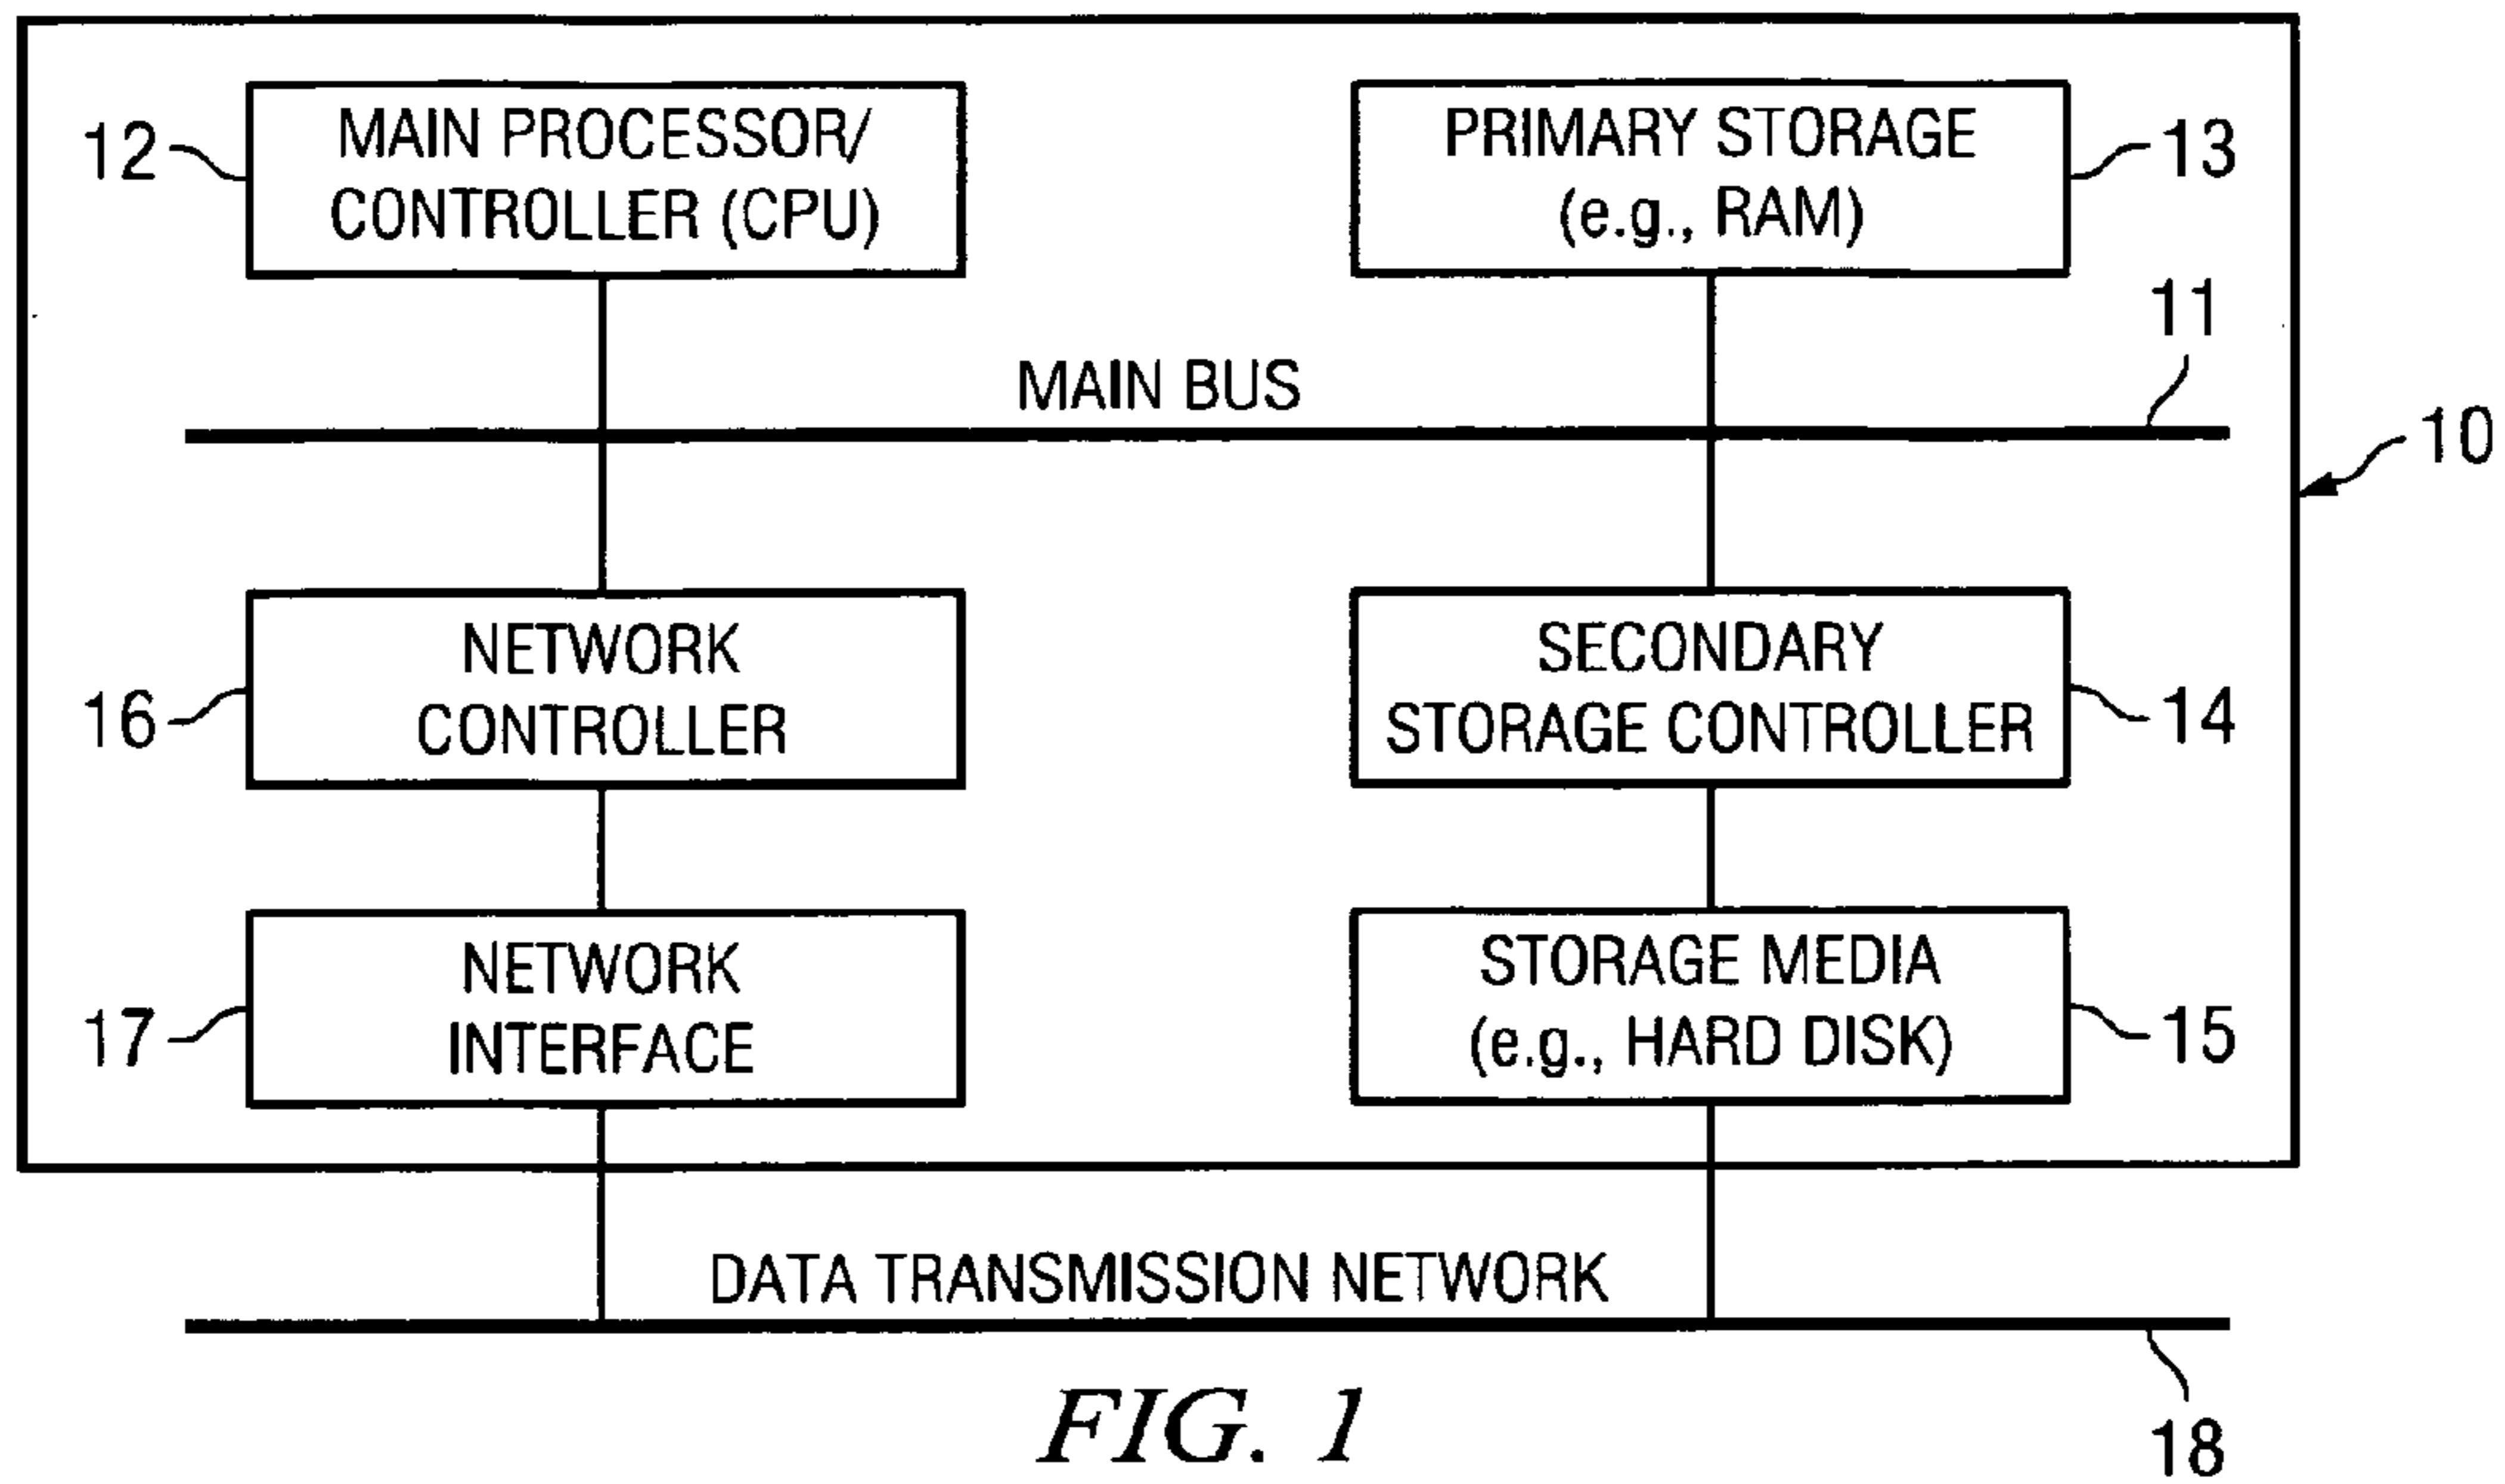 12
MAIN PROCESSOR/
CONTROLLER (CPU)
PRIMARY STORAGE
(e.g., RAM)
13
11
MAIN BUS
10
16
NETWORK
CONTROLLER
SECONDARY
STORAGE CONTROLLER
14
17
NETWORK
INTERFACE
STORAGE MEDIA
(e.g., HARD DISK)
15
DATA TRANSMISSION NETWORK
18
FIG. 1